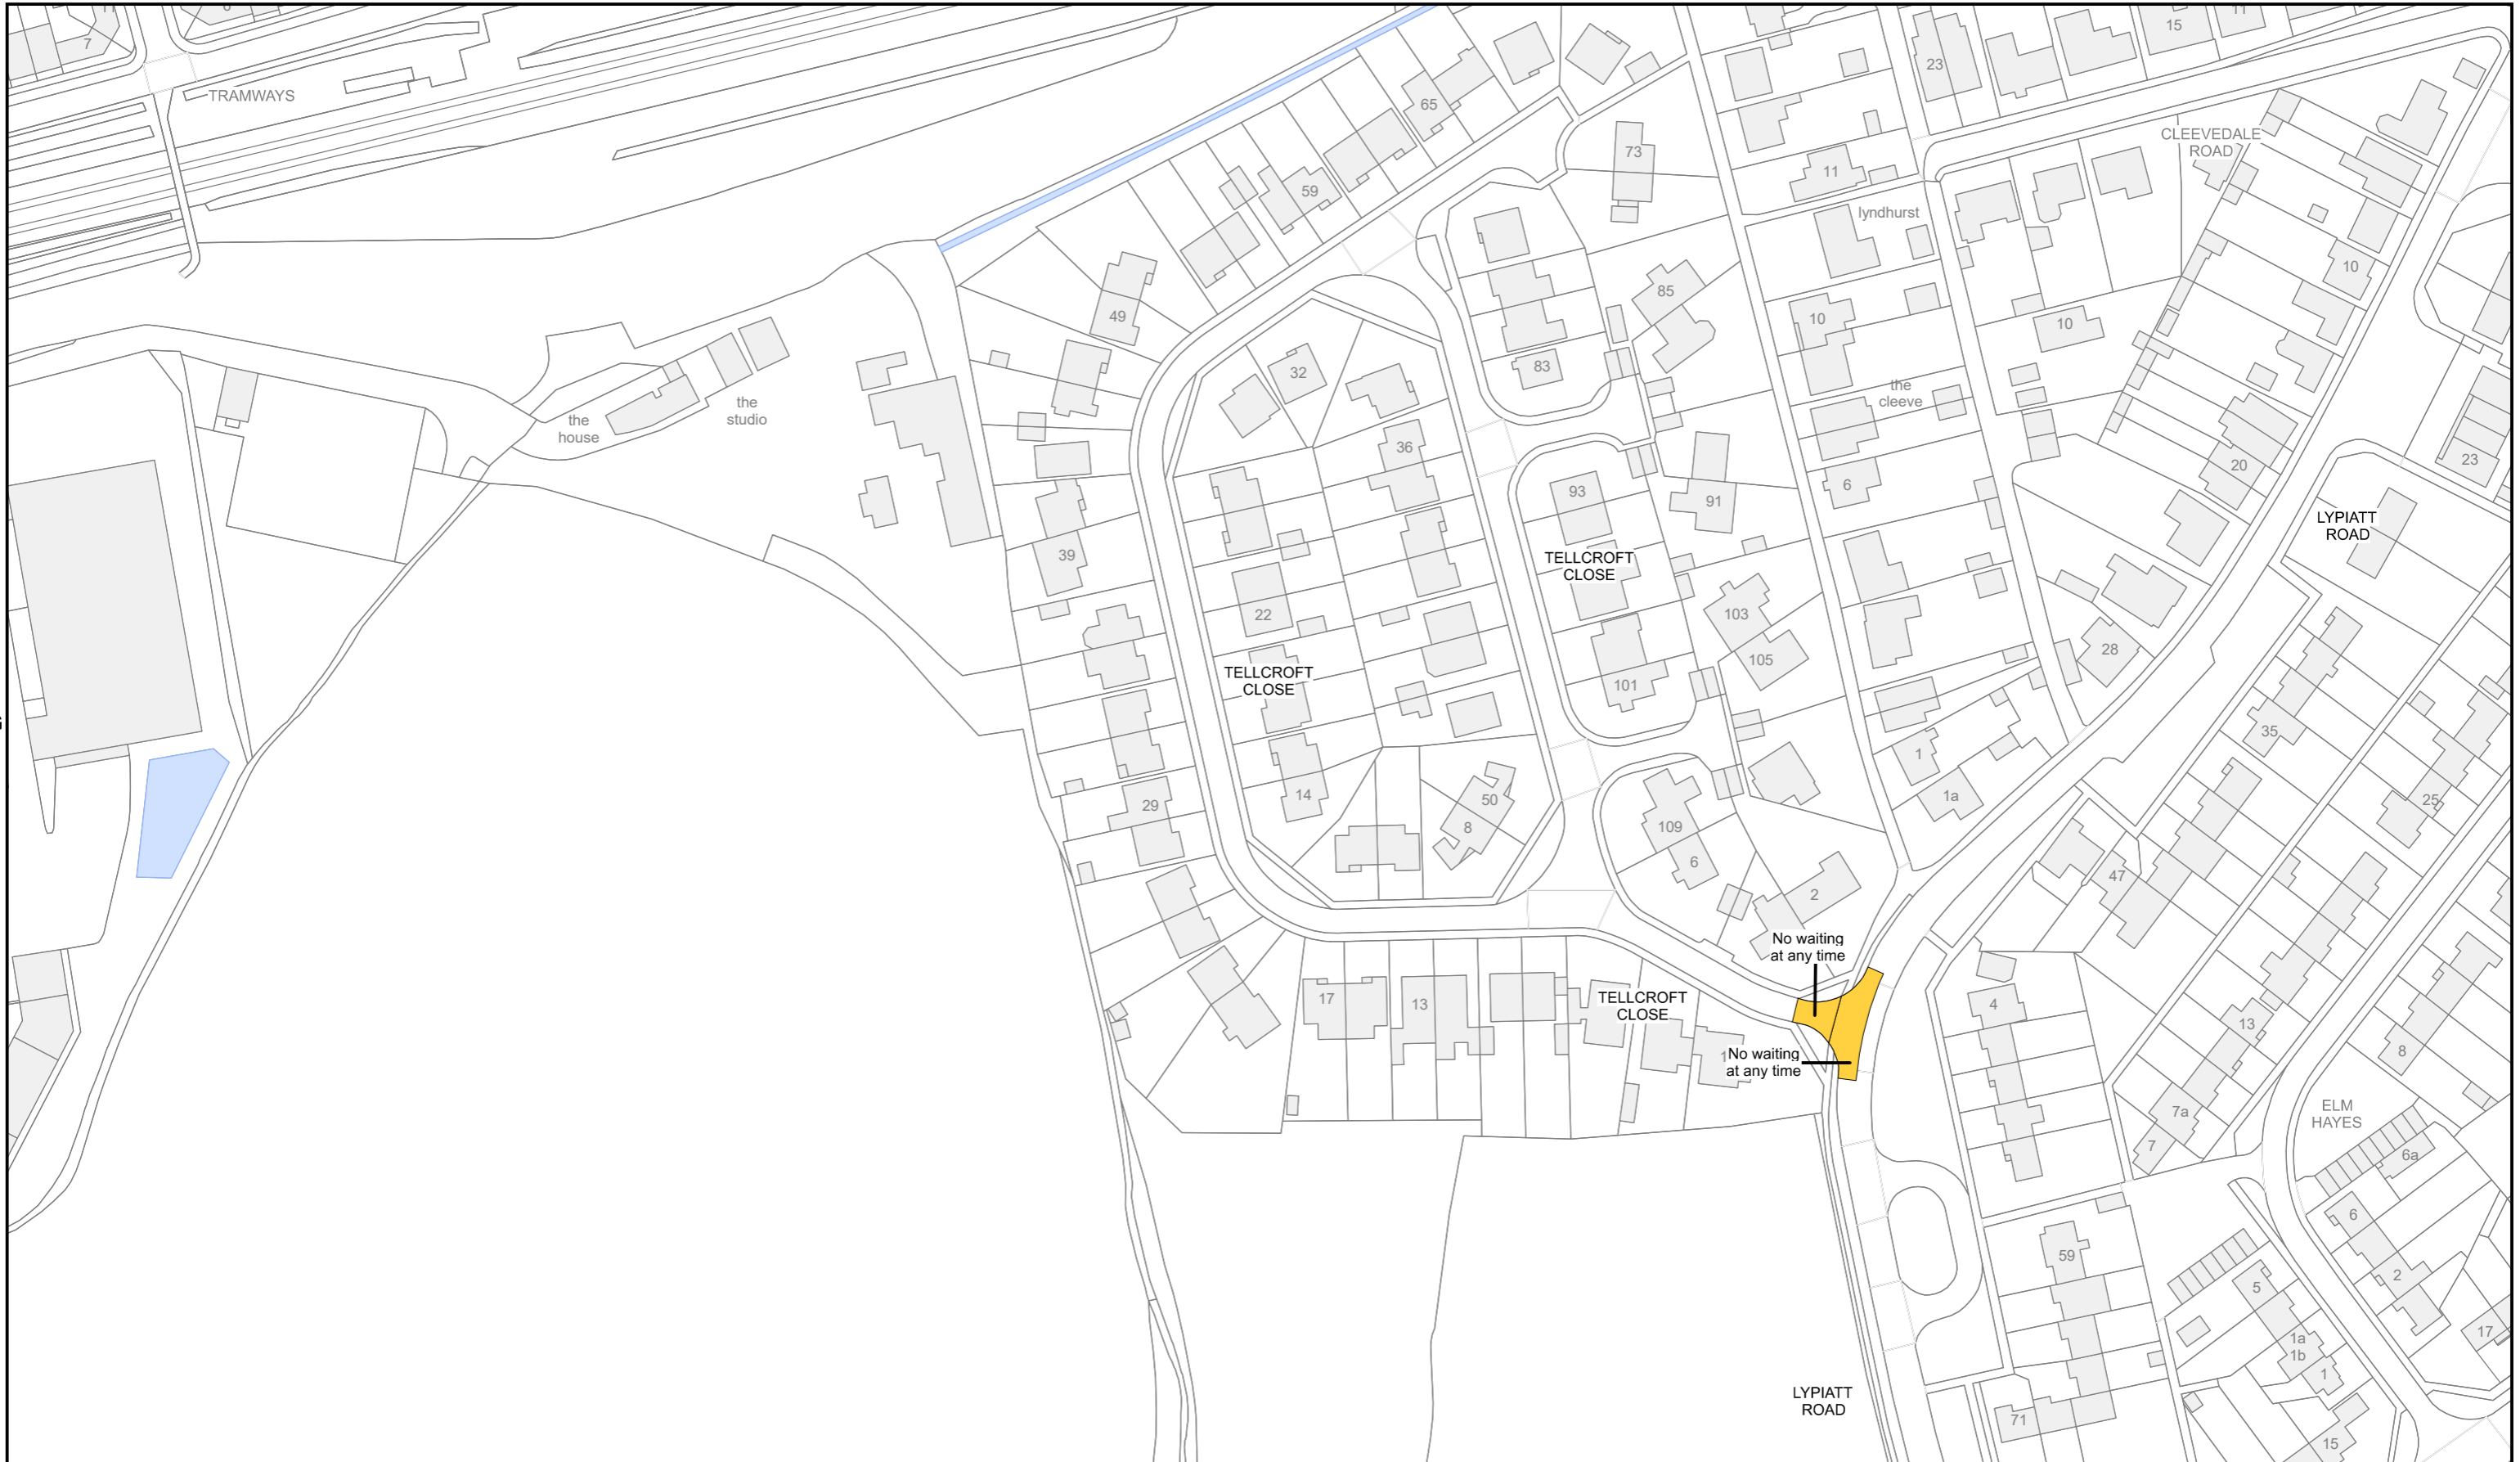 7
TRAMWAYS
65
23
15
11
59
73
11
CLEEVEDALE
ROAD
lyndhurst
10
49
85
10
10
32
83
the
cleeve
the
house
the
studio
36
6
20
23
93
91
LYPIATT
ROAD
39
TELLCROFT
CLOSE
22
103
105
28
TELLCROFT
CLOSE
101
35
14
29
50
8
109
6
1
1a
25
47
2
No waiting
at any time
17
13
TELLCROFT
CLOSE
4
13
8
No waiting
at any time
ELM
HAYES
7a
7
6a
6
59
2
5
17
1a
1b
1
LYPIATT
ROAD
71
15